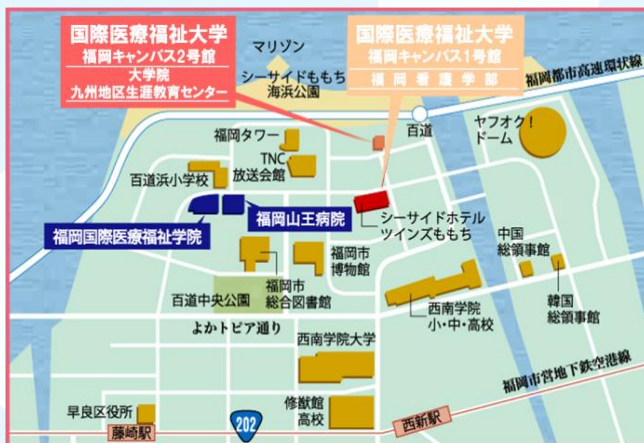 国際医療福祉大学
福岡キャンパス2号館
大学院
九州地区生涯教育センター
国際医療福祉大学
福岡キャンパス1号館
福岡看護学部
マリゾン
シーサイドももち
海浜公園
福岡都市高速環状線
百道
ヤフオク!
ドーム
福岡タワー
TNC
放送会館
百道浜小学校
福岡国際医療福祉学院
福岡山王病院
シーサイドホテル
ツインズももち
中国
総領事館
韓国
総領事館
福岡市
博物館
福岡市
総合図書館
百道中央公園
よかトピア通り
西南学院
小・中・高校
西南学院大学
福岡市営地下鉄空港線
早良区役所
藤崎駅
202
修猷館
高校
西新駅